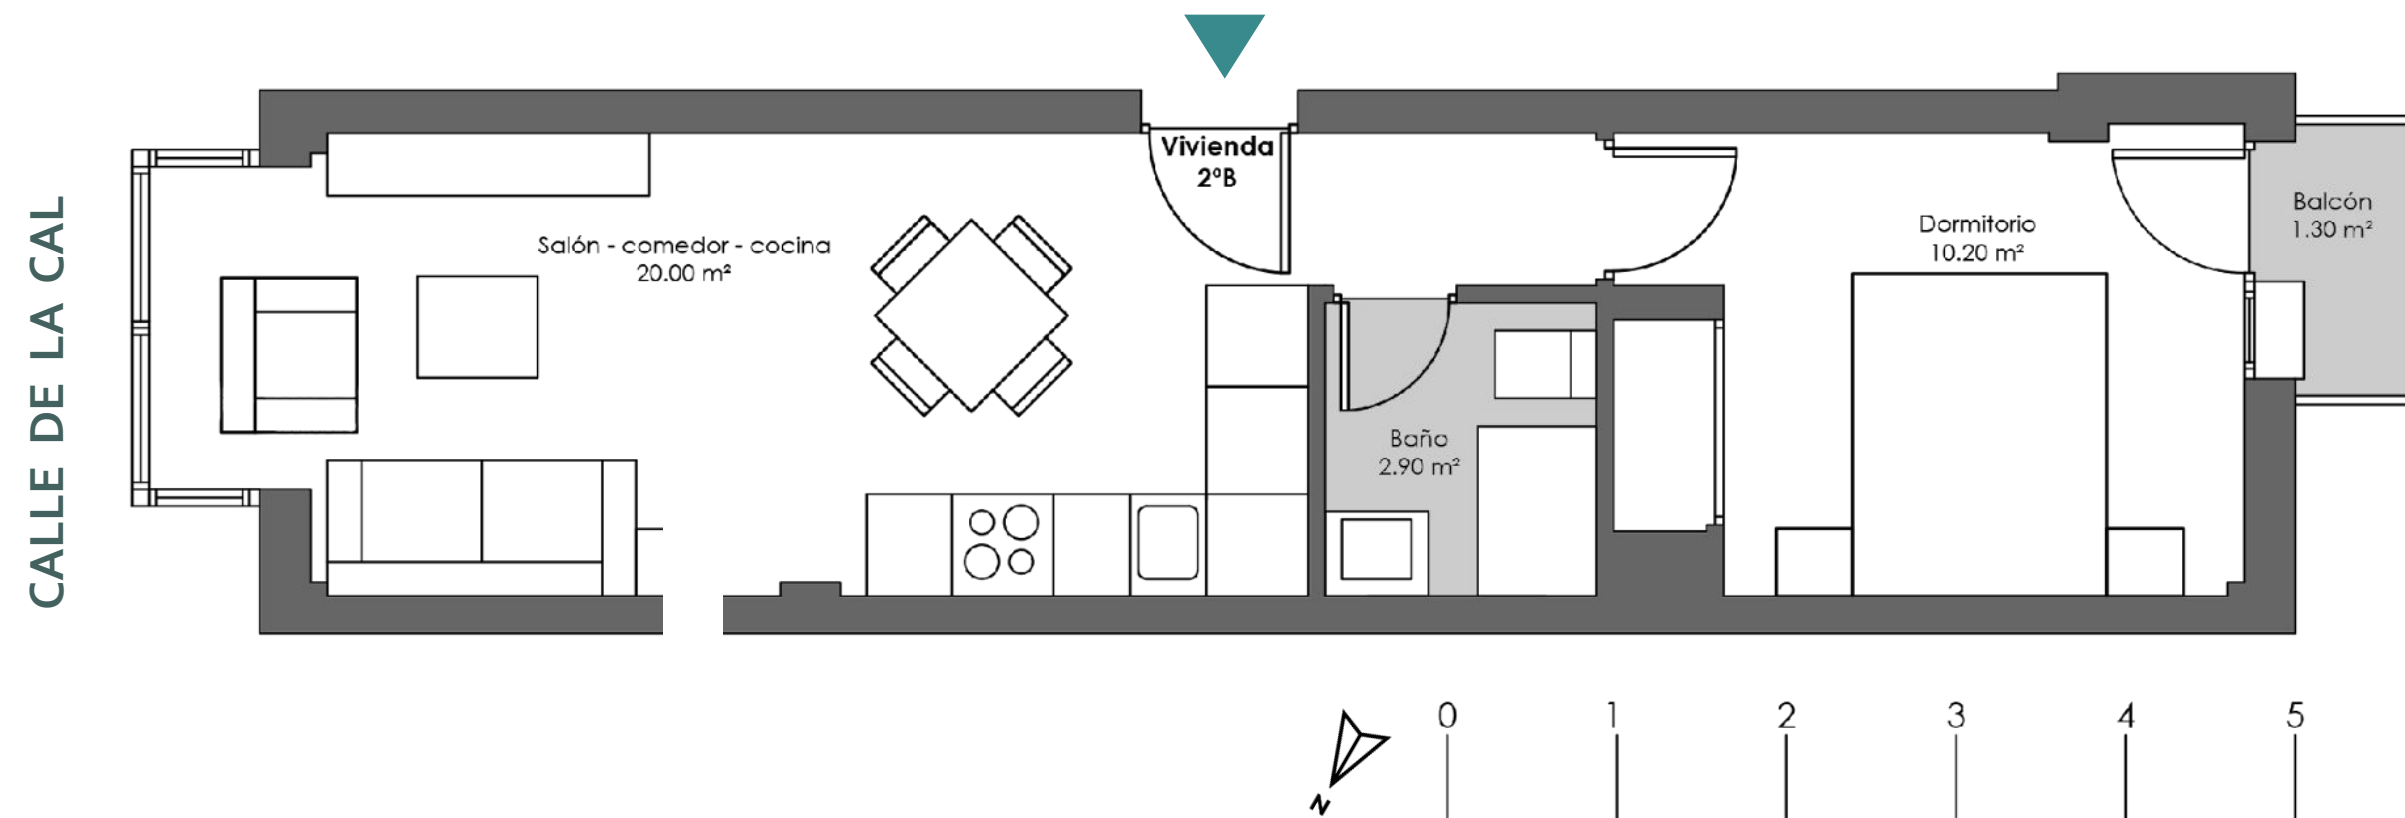 CALLE DE LA CAL
Vivienda
2ºB
Salón - comedor - cocina
20.00 m²
Dormitorio
10.20 m²
Balcón
1.30 m²
Baño
2.90 m²
N
0 1 2 3 4 5